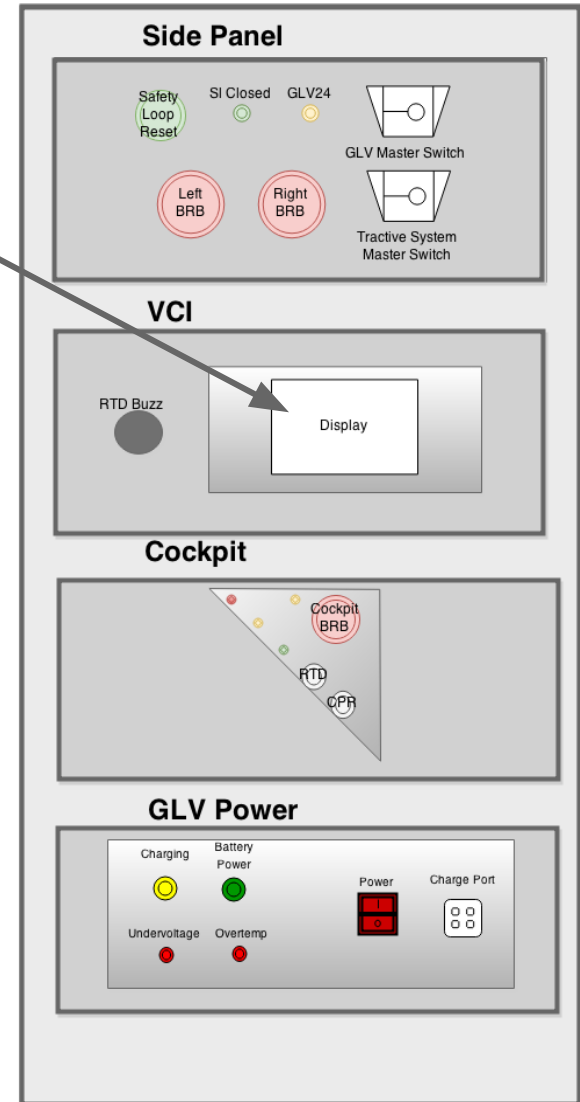 Side Panel
Safety
Loop
Reset
SI Closed
GLV24
GLV Master Switch
Left
BRB
Right
BRB
Tractive System
Master Switch
VCI
RTD Buzz
Display
Cockpit
Cockpit
BRB
RTD
CPR
GLV Power
Charging
Battery
Power
Power
I
O
Charge Port
Undervoltage
Overtemp